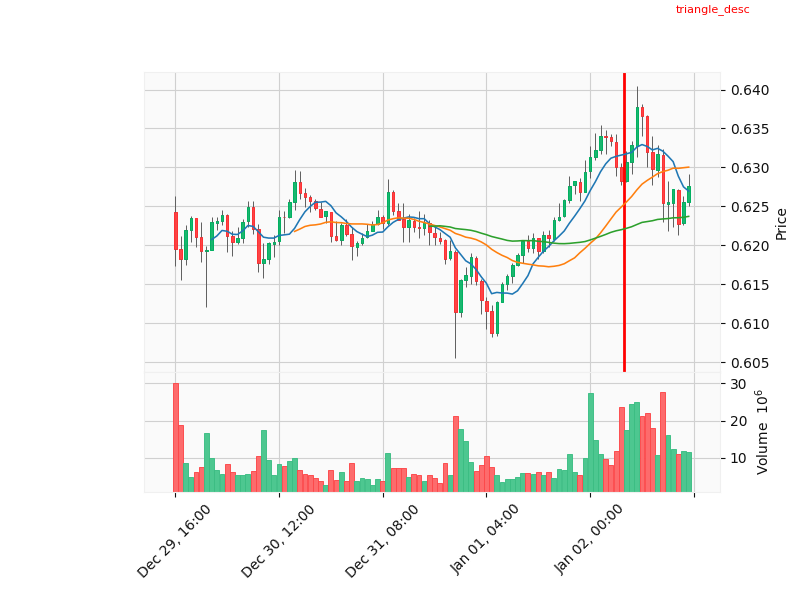 triangle_desc
0.640
0.635
0.630
0.625
0.620
0.615
0.610
0.605
Price
30
20
10
Volume 10^6
Dec 29, 16:00
Dec 30, 12:00
Dec 31, 08:00
Jan 01, 04:00
Jan 02, 00:00